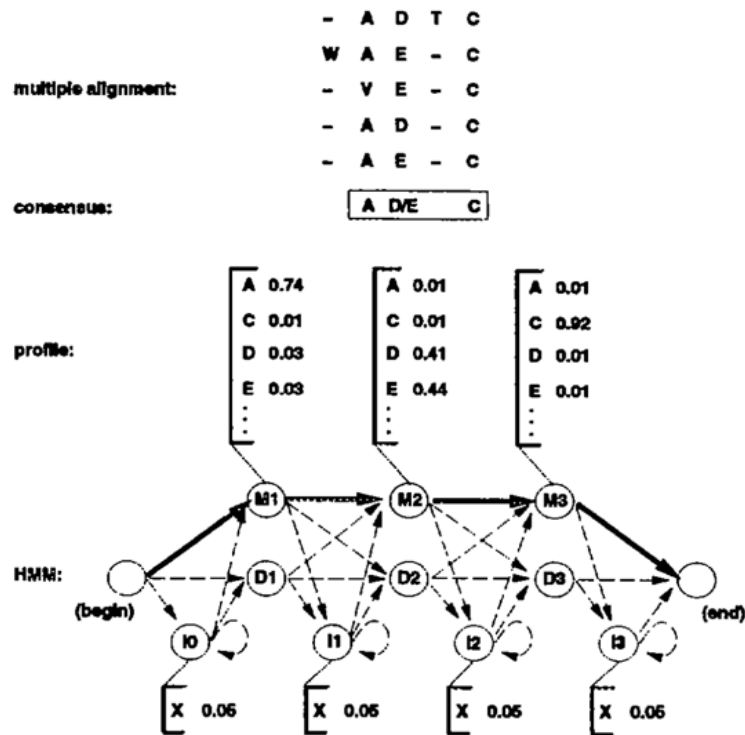 - A D T C
W A E - C
multiple alignment: - V E - C
- A D - C
- A E - C
consensus: A D/E C
A 0.74 A 0.01 A 0.01
C 0.01 C 0.01 C 0.92
profile: D 0.03 D 0.41 D 0.01
E 0.03 E 0.44 E 0.01
M1 M2 M3
HMM: D1 D2 D3
(begin) (end)
I0 I1 I2 I3
X 0.05 X 0.05 X 0.05 X 0.05